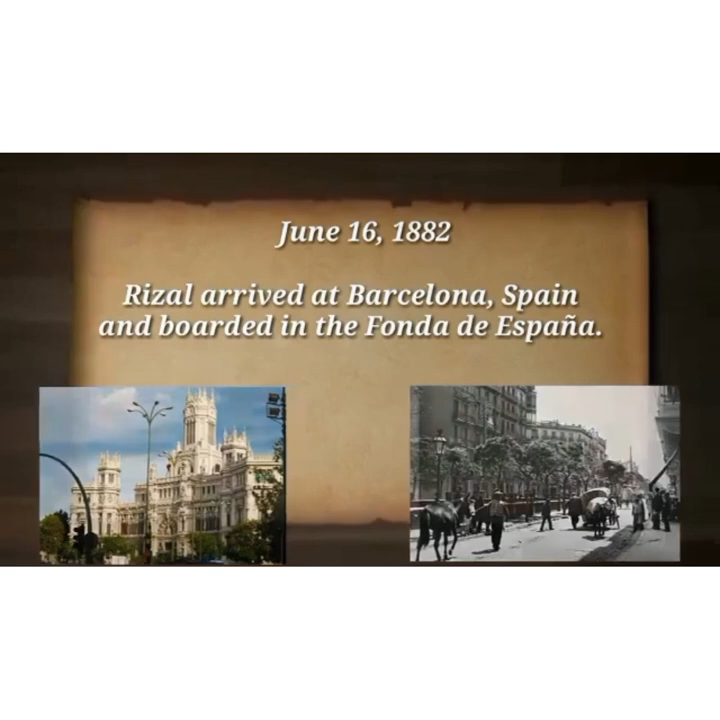 June 16, 1882
Rizal arrived at Barcelona, Spain
and boarded in the Fonda de España.